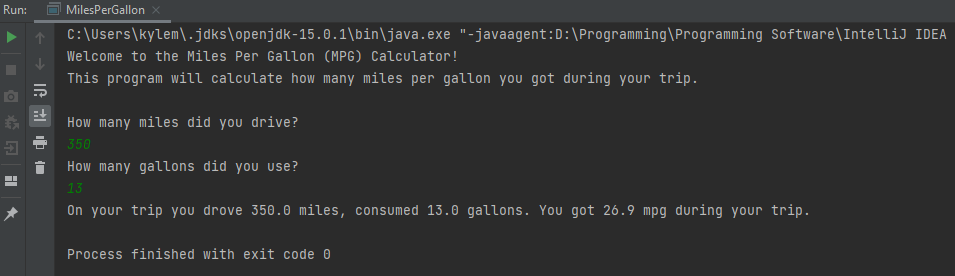 Run: MilesPerGallon
C:\Users\kylem\.jdks\openjdk-15.0.1\bin\java.exe "-javaagent:D:\Programming\Programming Software\IntelliJ IDEA
Welcome to the Miles Per Gallon (MPG) Calculator!
This program will calculate how many miles per gallon you got during your trip.
How many miles did you drive?
350
How many gallons did you use?
13
On your trip you drove 350.0 miles, consumed 13.0 gallons. You got 26.9 mpg during your trip.
Process finished with exit code 0